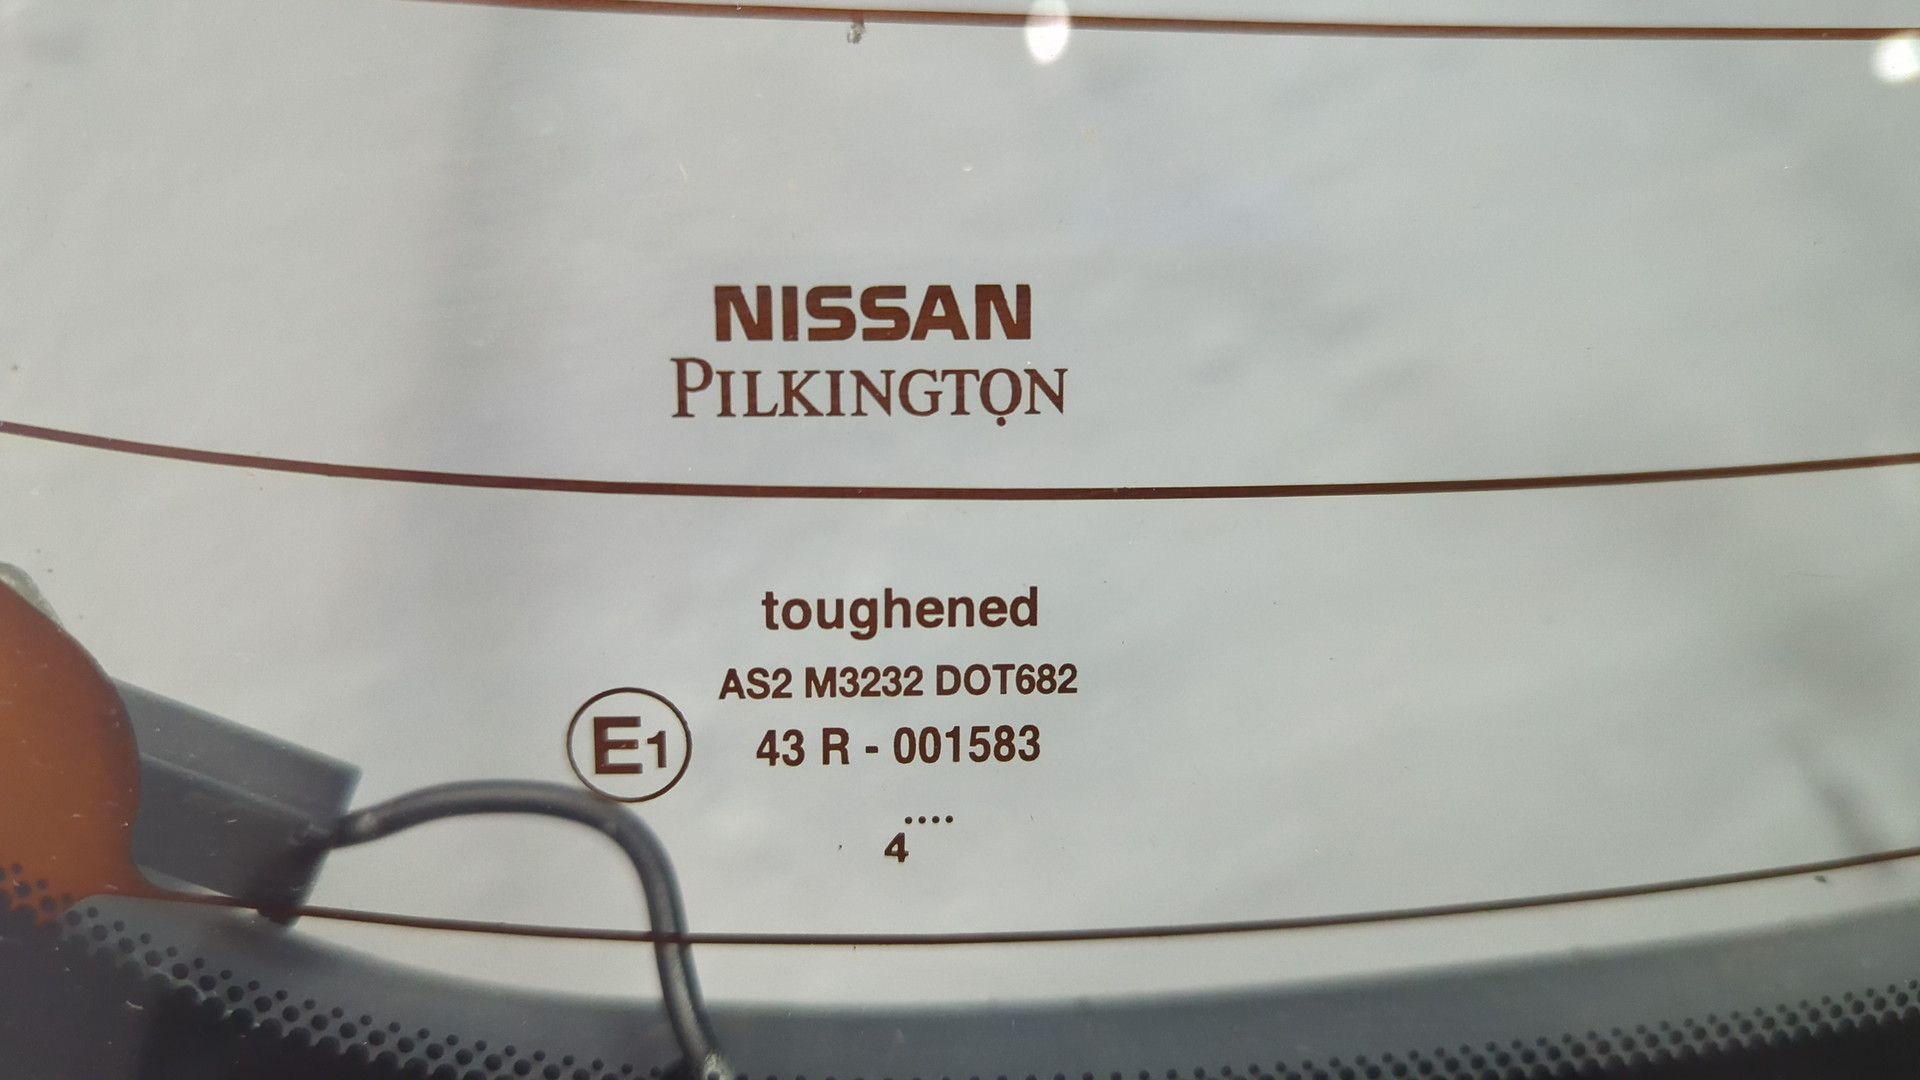 NISSAN
PILKINGTON
toughened
AS2 M3232 DOT682
E1 43 R - 001583
....
4